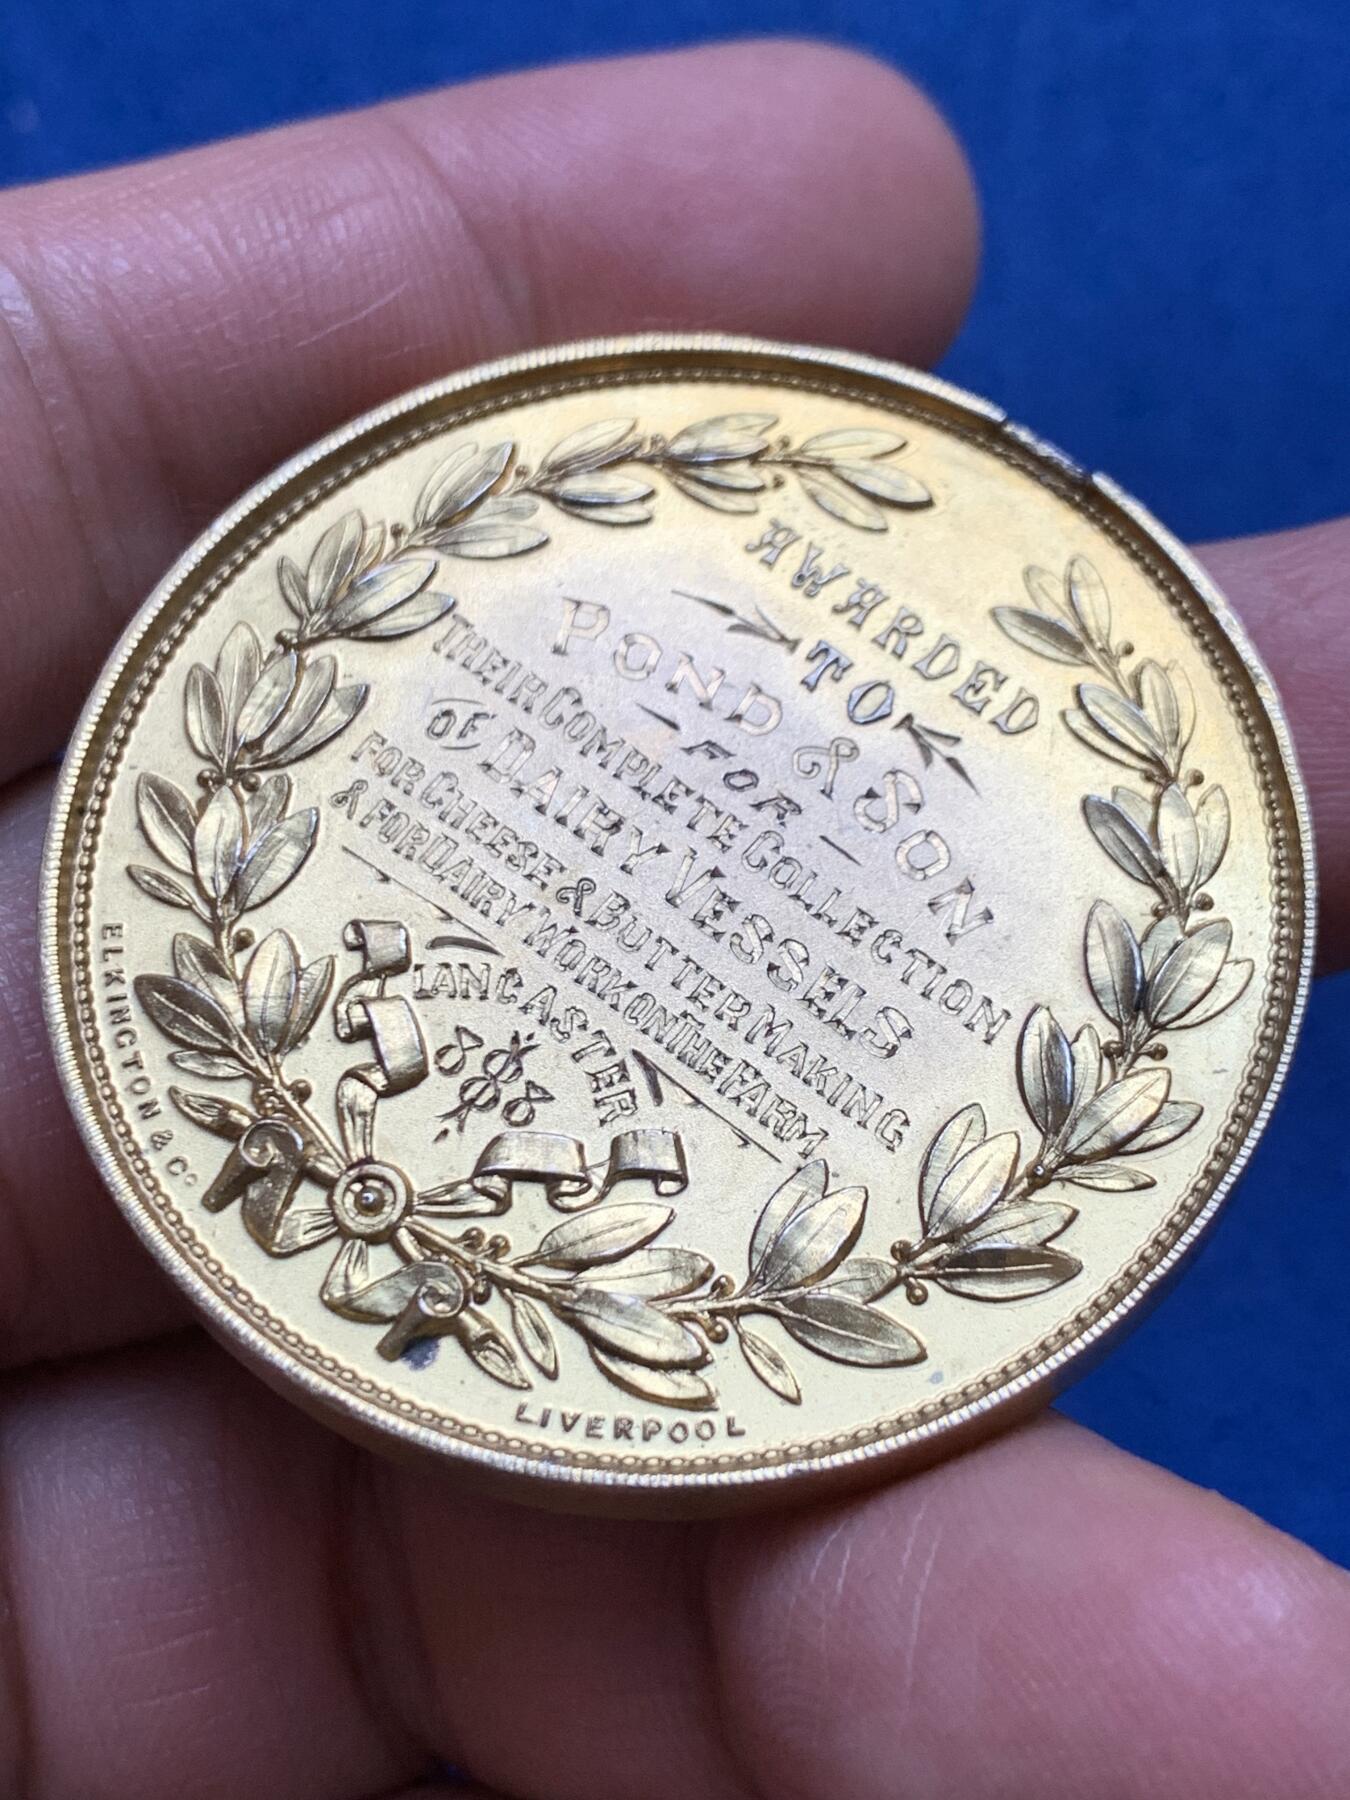 AWARDED
TO
POND & SON
FOR
THEIR COMPLETE COLLECTION
OF DAIRY VESSELS
FOR CHEESE & BUTTER MAKING
& FOR DAIRY WORK ON THE FARM
LANCASTER
1888
ELKINGTON & Co
LIVERPOOL